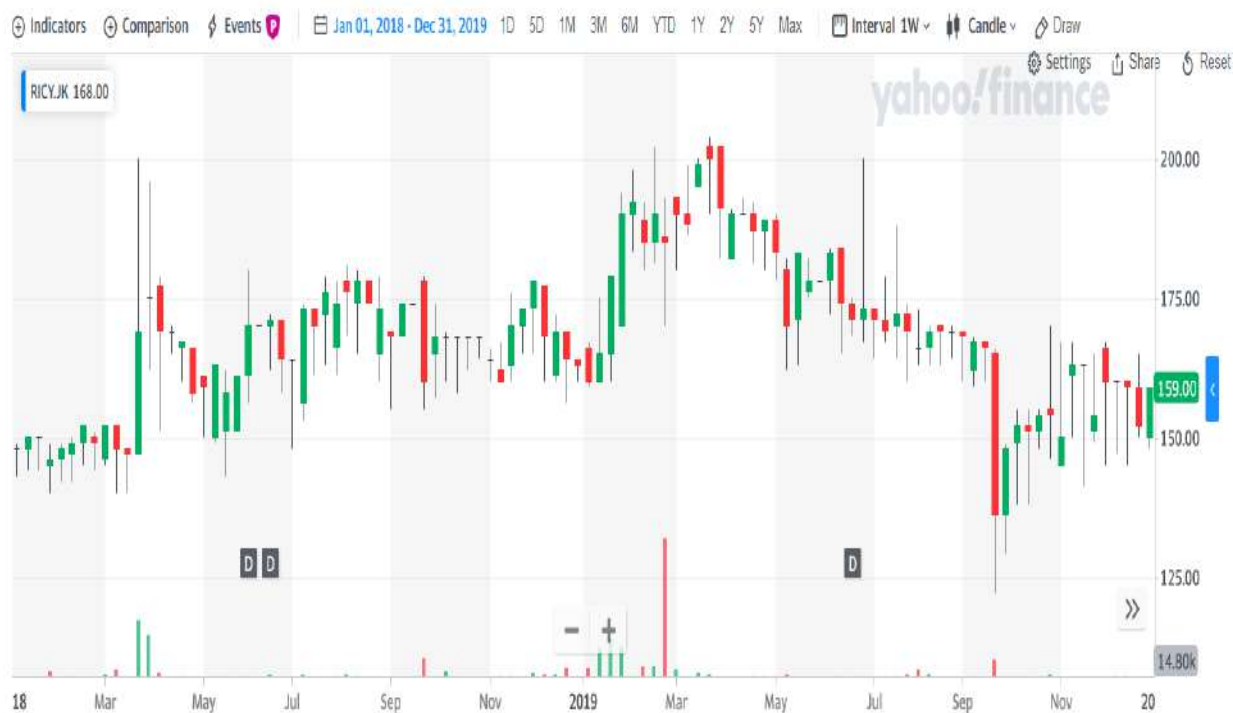 Indicators Comparison Events P Jan 01, 2018 - Dec 31, 2019 1D 5D 1M 3M 6M YTD 1Y 2Y 5Y Max Interval 1W Candle Draw
Settings Share Reset
RICY.JK 168.00
yahoo!finance
200.00
175.00
159.00
150.00
D D D
125.00
14.80k
18 Mar May Jul Sep Nov 2019 Mar May Jul Sep Nov 20